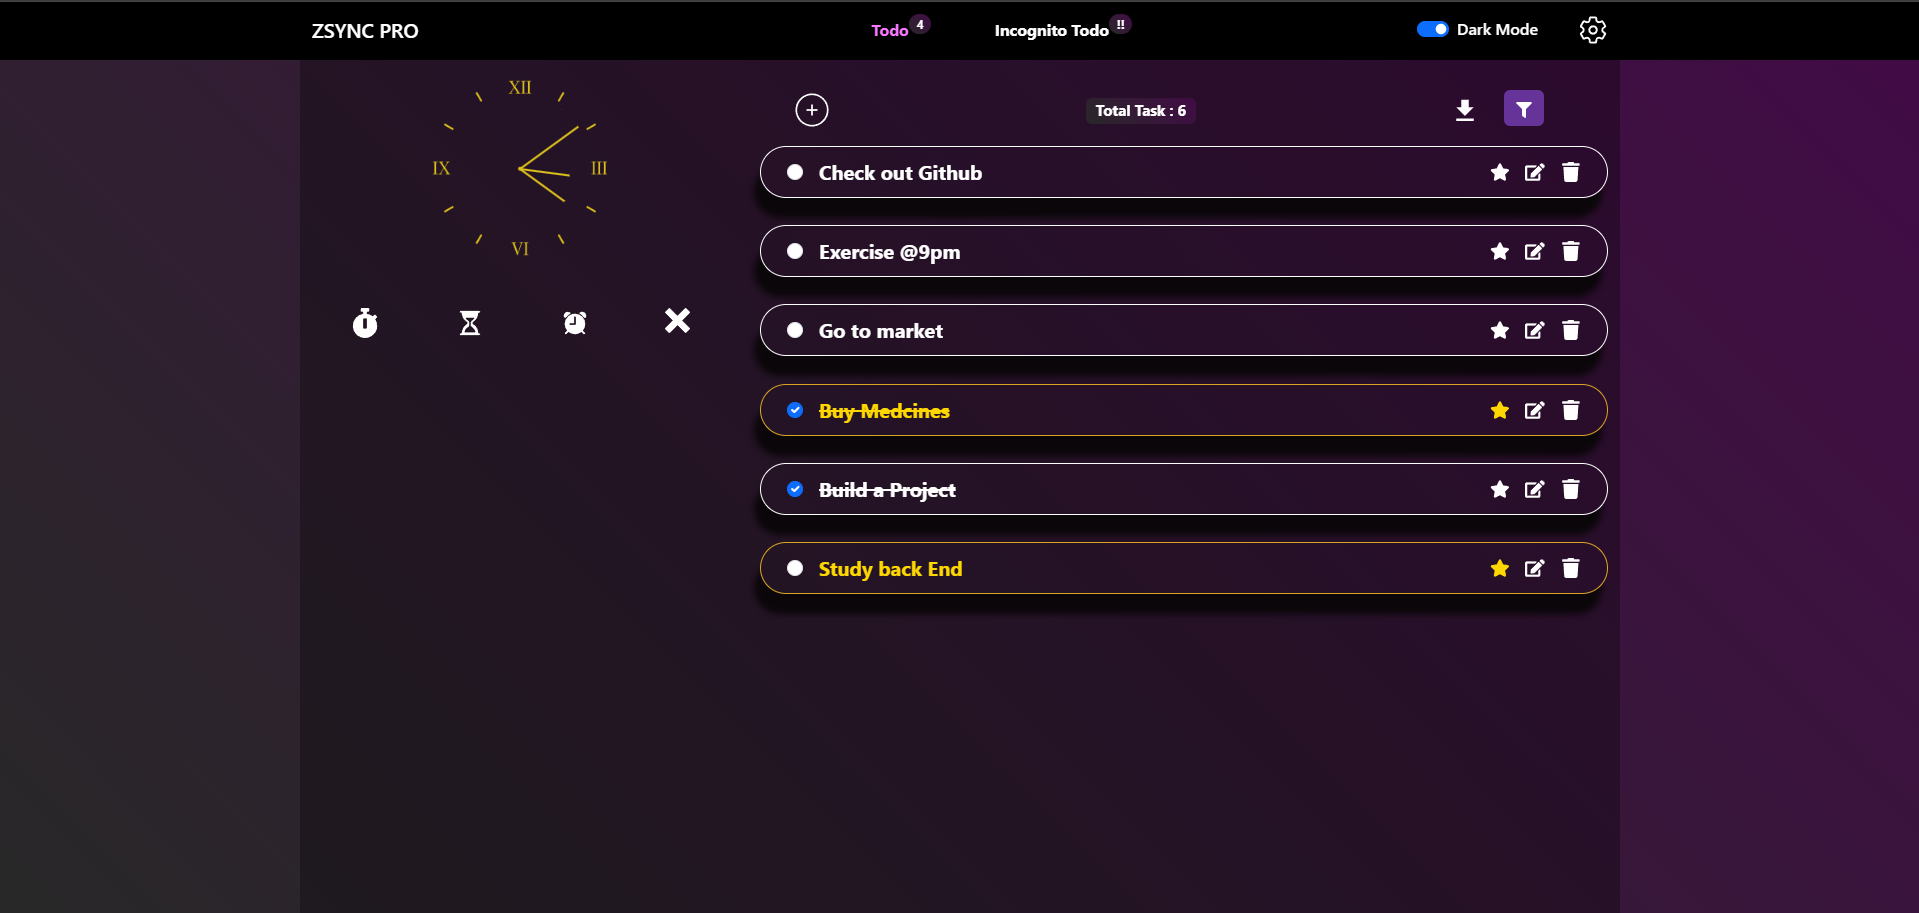 ZSYNC PRO
Todo 4
Incognito Todo !!
Dark Mode
XII
III
VI
IX
Total Task : 6
Check out Github
Exercise @9pm
Go to market
Buy Medcines
Build a Project
Study back End